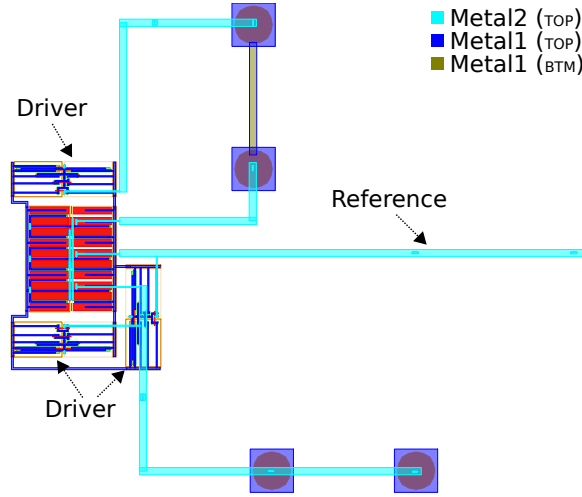 Metal2 (TOP)
Metal1 (TOP)
Metal1 (BTM)
Driver
Reference
Driver